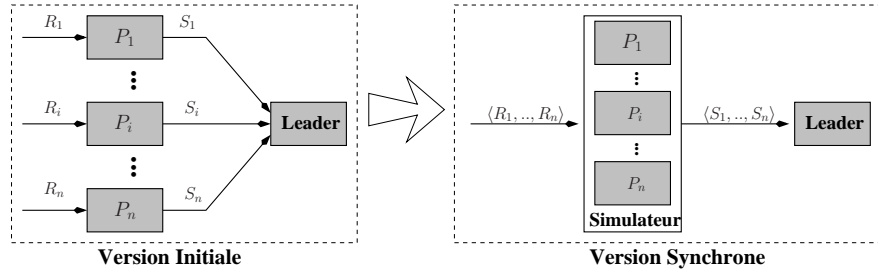 R₁
P₁
S₁
Rᵢ
Pᵢ
Sᵢ
Leader
Rₙ
Pₙ
Sₙ
Version Initiale
⟨R₁, .., Rₙ⟩
P₁
Pᵢ
Pₙ
Simulateur
⟨S₁, .., Sₙ⟩
Leader
Version Synchrone